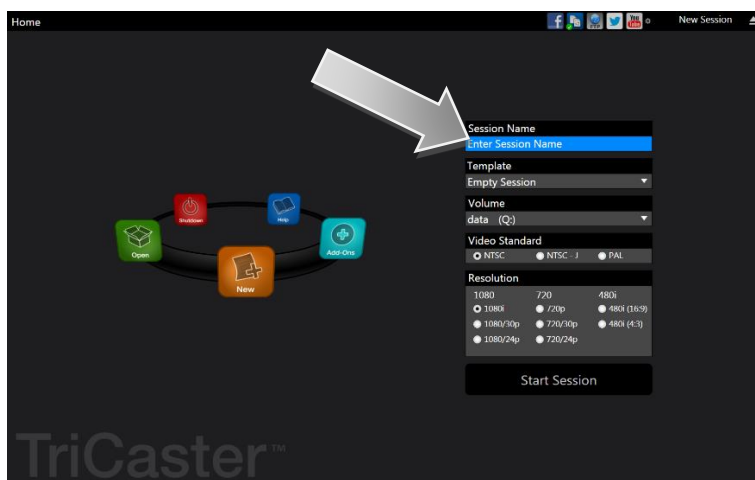 Home
New Session
Session Name
Enter Session Name
Template
Empty Session
Volume
data (Q:)
Video Standard
NTSC NTSC - J PAL
Resolution
1080 720 480i
1080i 720p 480i (16:9)
1080/30p 720/30p 480i (4:3)
1080/24p 720/24p
Start Session
Shutdown
Help
Open
Add-Ons
New
TriCaster™